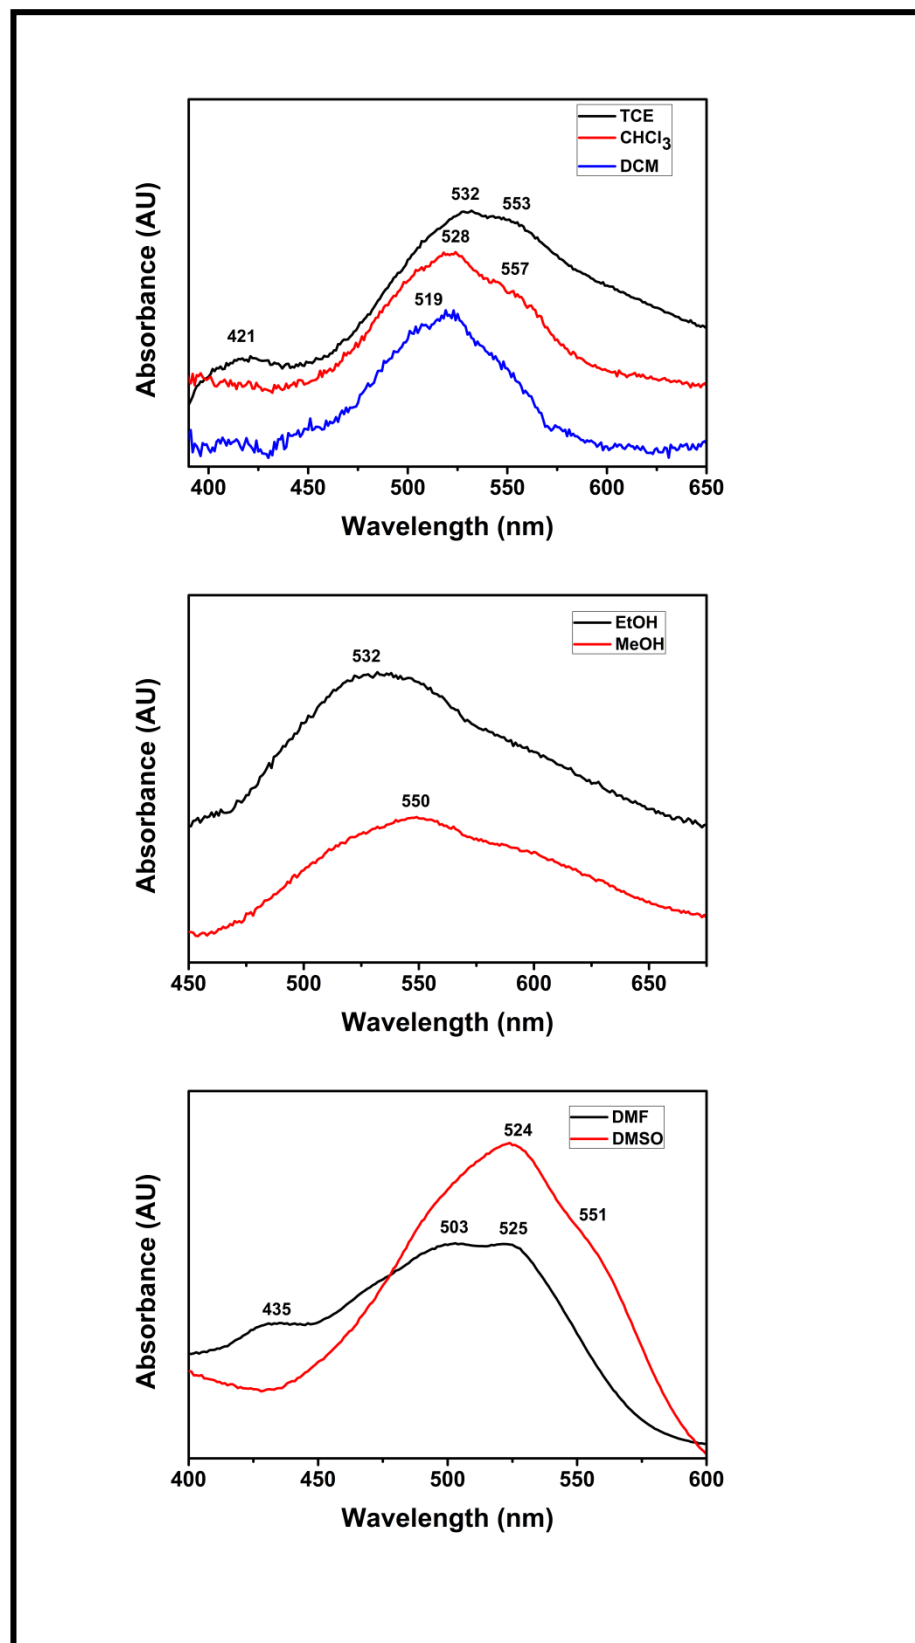 TCE
CHCl3
DCM
532
553
528
557
519
421
Absorbance (AU)
400 450 500 550 600 650
Wavelength (nm)
EtOH
MeOH
532
550
Absorbance (AU)
450 500 550 600 650
Wavelength (nm)
DMF
DMSO
524
551
503
525
435
Absorbance (AU)
400 450 500 550 600
Wavelength (nm)